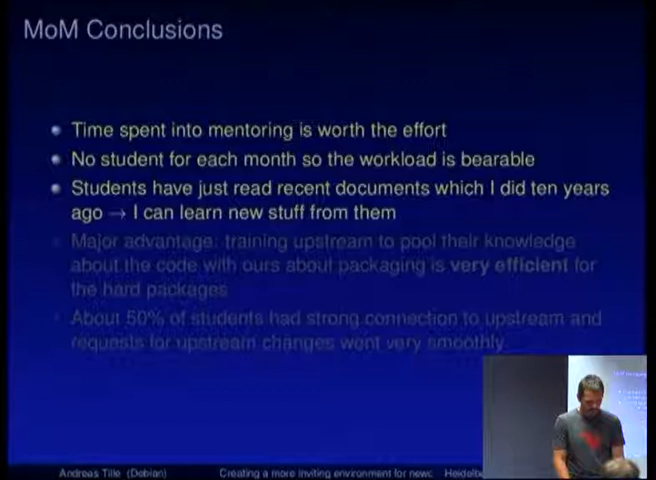 MoM Conclusions
Time spent into mentoring is worth the effort
No student for each month so the workload is bearable
Students have just read recent documents which I did ten years
ago → I can learn new stuff from them
Major advantage: training upstream to pool their knowledge
about the code with ours about packaging is very efficient for
the hard packages
About 50% of students had strong connection to upstream and
requests for upstream changes went very smoothly.
Andreas Tille (Debian) Creating a more inviting environment for newc Heidelbe